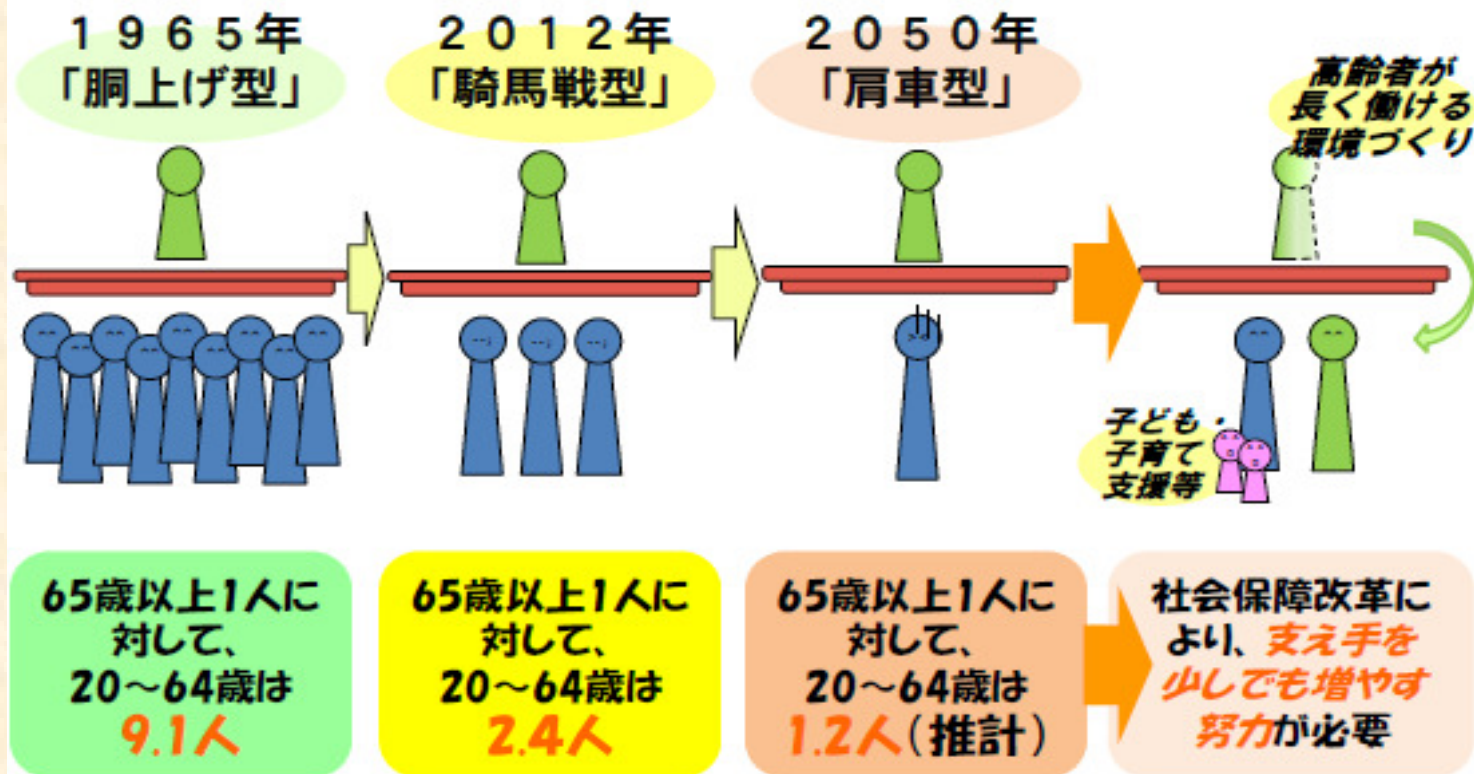 １９６５年
「胴上げ型」
２０１２年
「騎馬戦型」
２０５０年
「肩車型」
高齢者が
長く働ける
環境づくり
子ども・
子育て
支援等
65歳以上1人に
対して、
20～64歳は
9.1人
65歳以上1人に
対して、
20～64歳は
2.4人
65歳以上1人に
対して、
20～64歳は
1.2人(推計)
社会保障改革に
より、支え手を
少しでも増やす
努力が必要